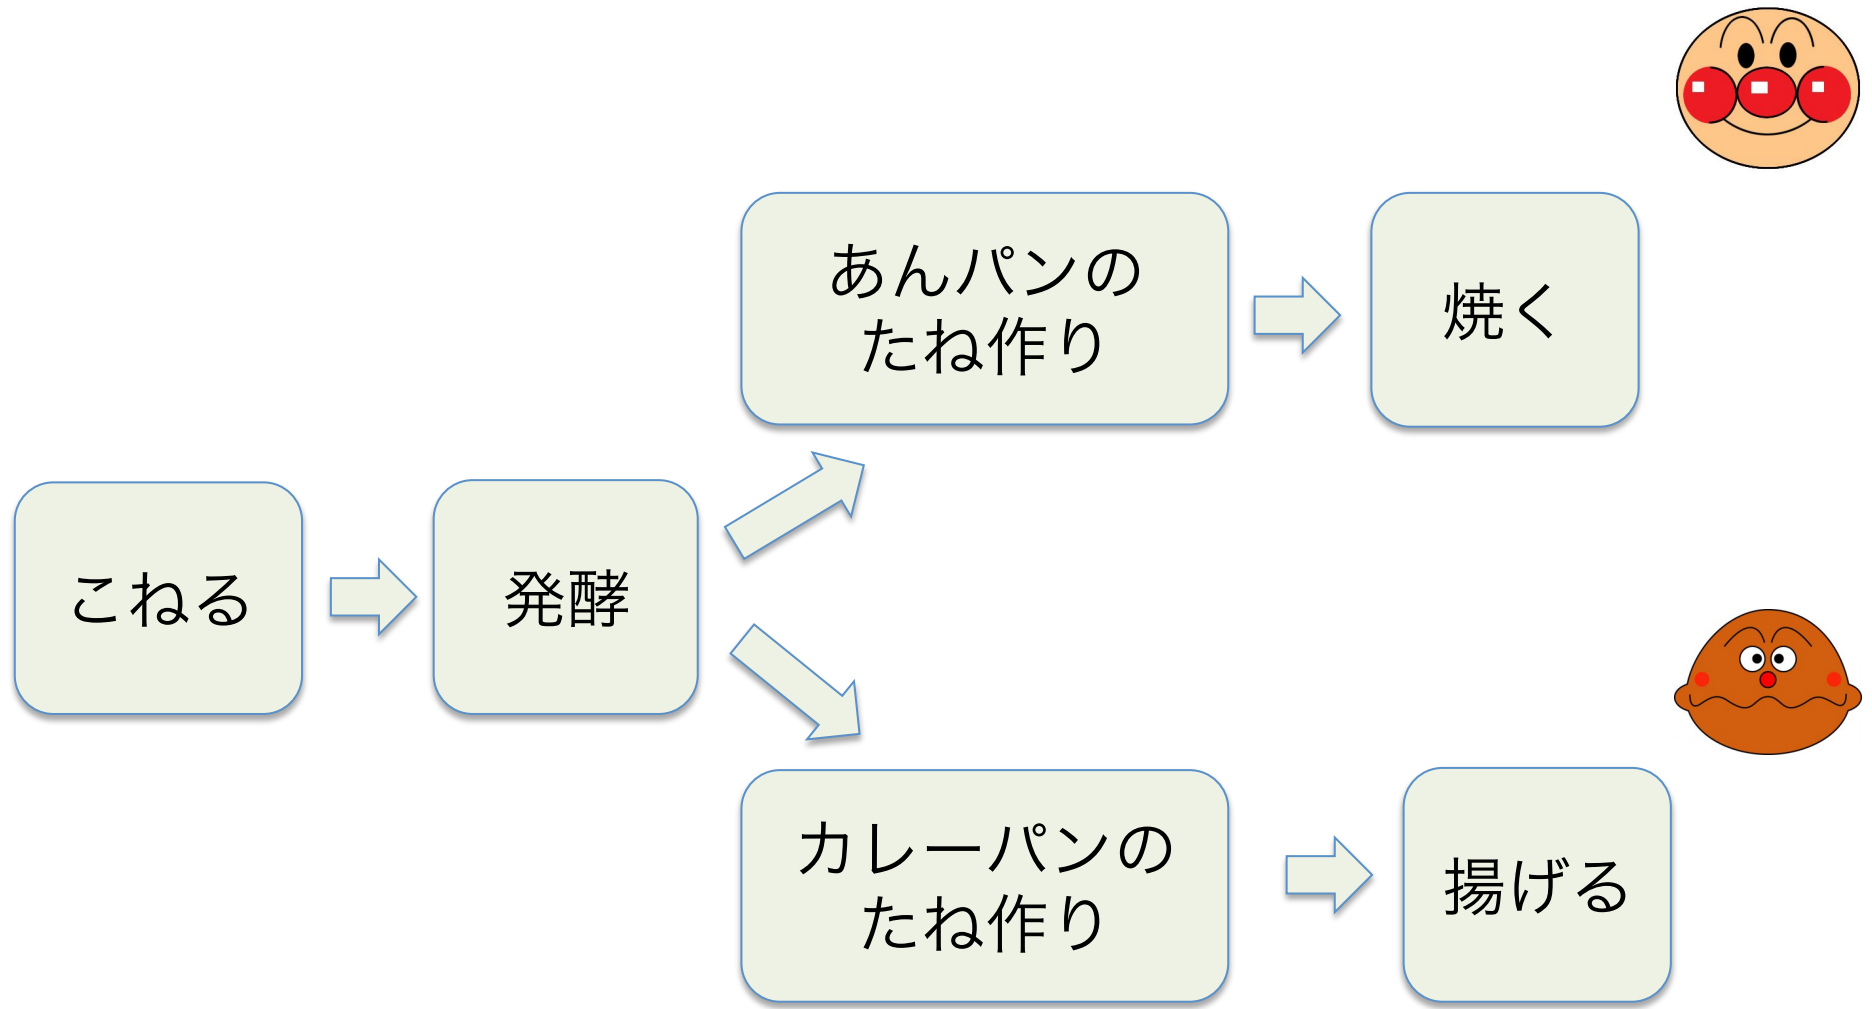 こねる
発酵
あんパンの
たね作り
焼く
カレーパンの
たね作り
揚げる